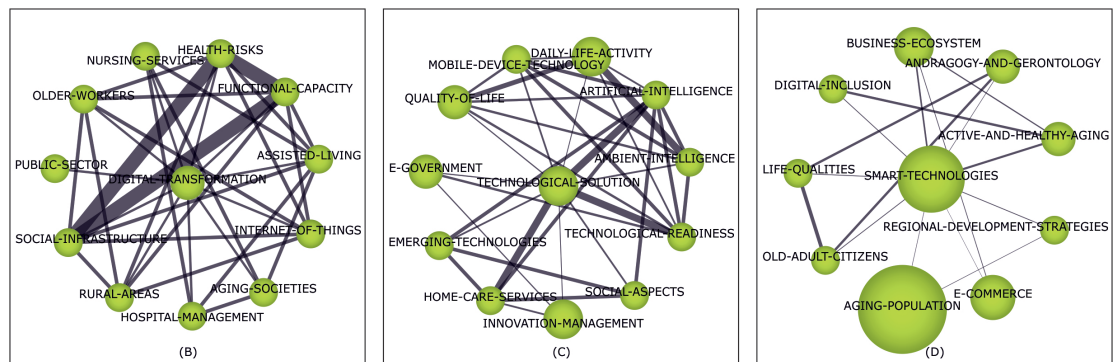 HEALTH-RISKS
NURSING-SERVICES
FUNCTIONAL-CAPACITY
OLDER-WORKERS
ASSISTED-LIVING
PUBLIC-SECTOR
DIGITAL-TRANSFORMATION
INTERNET-OF-THINGS
SOCIAL-INFRASTRUCTURE
AGING-SOCIETIES
RURAL-AREAS
HOSPITAL-MANAGEMENT
(B)
DAILY-LIFE-ACTIVITY
MOBILE-DEVICE-TECHNOLOGY
ARTIFICIAL-INTELLIGENCE
QUALITY-OF-LIFE
AMBIENT-INTELLIGENCE
E-GOVERNMENT
TECHNOLOGICAL-SOLUTION
TECHNOLOGICAL-READINESS
EMERGING-TECHNOLOGIES
SOCIAL-ASPECTS
HOME-CARE-SERVICES
INNOVATION-MANAGEMENT
(C)
BUSINESS-ECOSYSTEM
ANDRAGOGY-AND-GERONTOLOGY
DIGITAL-INCLUSION
ACTIVE-AND-HEALTHY-AGING
LIFE-QUALITIES
SMART-TECHNOLOGIES
REGIONAL-DEVELOPMENT-STRATEGIES
OLD-ADULT-CITIZENS
E-COMMERCE
AGING-POPULATION
(D)